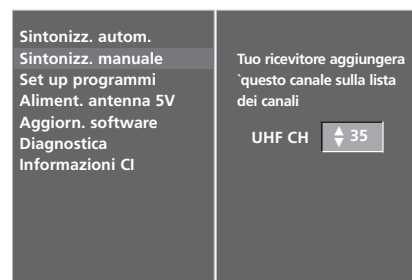 Sintonizz. autom.
Sintonizz. manuale
Set up programmi
Aliment. antenna 5V
Aggiorn. software
Diagnostica
Informazioni CI
Tuo ricevitore aggiungera
`questo canale sulla lista
dei canali
UHF CH 35